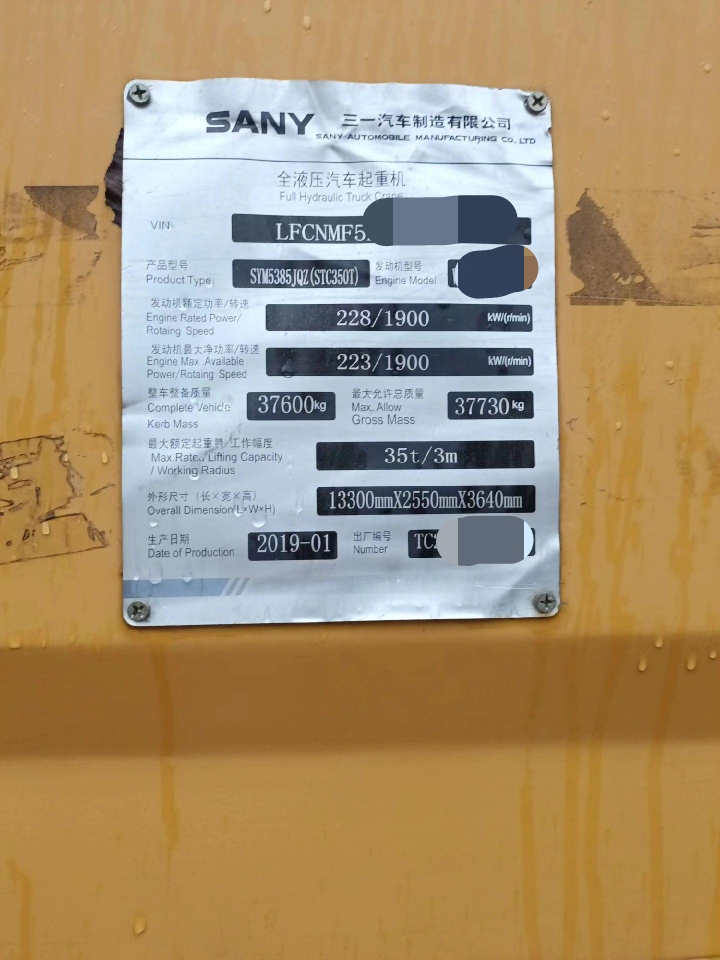 SANY 三一汽车制造有限公司
SANY AUTOMOBILE MANUFACTURING CO., LTD
全液压汽车起重机
Full Hydraulic Truck Crane
VIN LFCNMF5
产品型号 SYM5385JQZ(STC350T) 发动机型号
Product Type Engine Model
发动机额定功率/转速
Engine Rated Power/ 228/1900 kW/(r/min)
Rotaing Speed
发动机最大净功率/转速
Engine Max .Available 223/1900 kW/(r/min)
Power/Rotaing Speed
整车整备质量 最大允许总质量
Complete Vehicle 37600kg Max. Allow 37730kg
Kerb Mass Gross Mass
最大额定起重量/工作幅度
Max.Rated Lifting Capacity 35t/3m
/ Working Radius
外形尺寸（长×宽×高） 13300mmX2550mmX3640mm
Overall Dimension(L×W×H)
生产日期 2019-01 出厂编号 TC
Date of Production Number